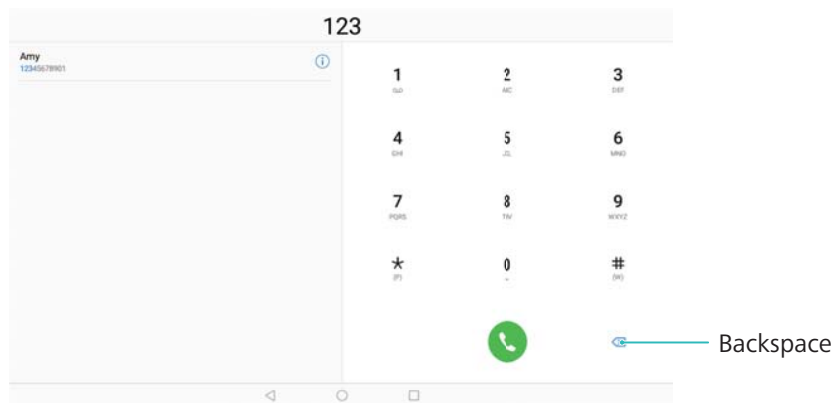 123
Amy
12345678901
1
2
3
ABC
DEF
4
5
6
GHI
JKL
MNO
7
8
9
PQRS
TUV
WXYZ
*
0
#
(P)
(W)
Backspace